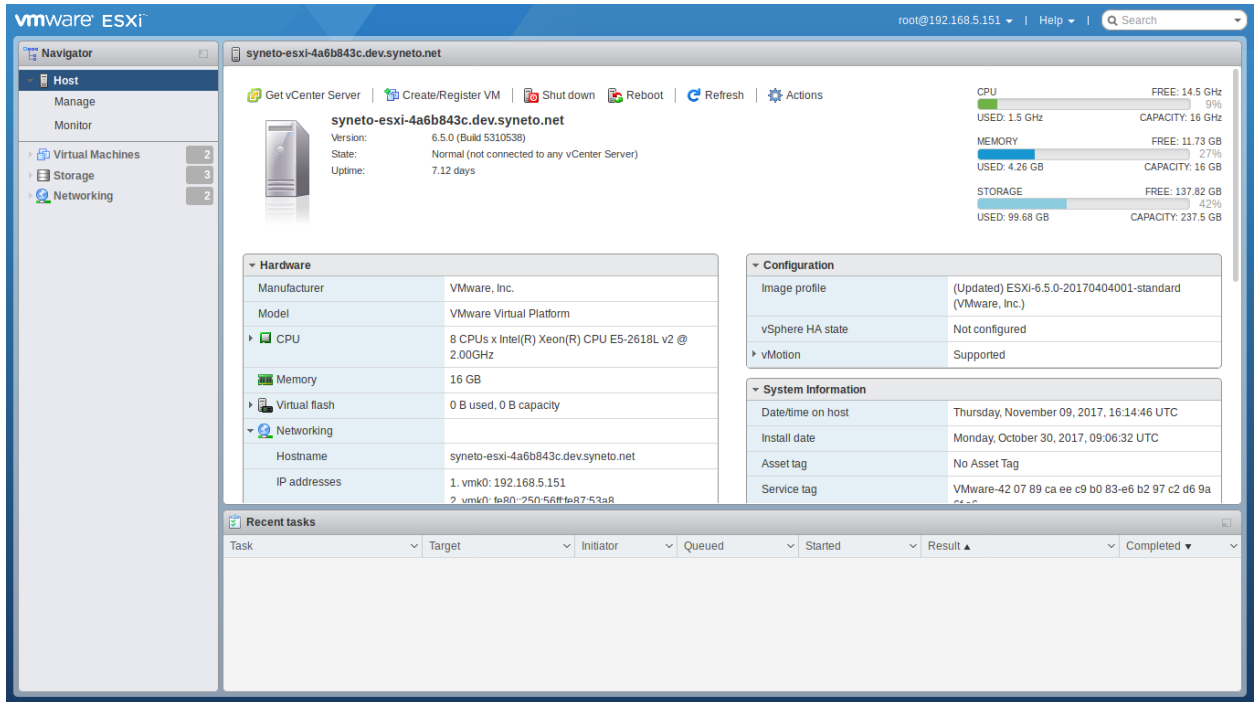 vmware ESXi
root@192.168.5.151 | Help | Search
Navigator
Host
Manage
Monitor
Virtual Machines 2
Storage 3
Networking 2
syneto-esxi-4a6b843c.dev.syneto.net
Get vCenter Server | Create/Register VM | Shut down Reboot | Refresh | Actions
syneto-esxi-4a6b843c.dev.syneto.net
Version: 6.5.0 (Build 5310538)
State: Normal (not connected to any vCenter Server)
Uptime: 7.12 days
CPU FREE: 14.5 GHz
9%
USED: 1.5 GHz CAPACITY: 16 GHz
MEMORY FREE: 11.73 GB
27%
USED: 4.26 GB CAPACITY: 16 GB
STORAGE FREE: 137.82 GB
42%
USED: 99.68 GB CAPACITY: 237.5 GB
Hardware
Manufacturer VMware, Inc.
Model VMware Virtual Platform
CPU 8 CPUs x Intel(R) Xeon(R) CPU E5-2618L v2 @
2.00GHz
Memory 16 GB
Virtual flash 0 B used, 0 B capacity
Networking
Hostname syneto-esxi-4a6b843c.dev.syneto.net
IP addresses 1. vmk0: 192.168.5.151
2. vmk0: fe80::250:56ff:fe87:53a8
Configuration
Image profile (Updated) ESXi-6.5.0-20170404001-standard
(VMware, Inc.)
vSphere HA state Not configured
vMotion Supported
System Information
Date/time on host Thursday, November 09, 2017, 16:14:46 UTC
Install date Monday, October 30, 2017, 09:06:32 UTC
Asset tag No Asset Tag
Service tag VMware-42 07 89 ca ee c9 b0 83-e6 b2 97 c2 d6 9a
Recent tasks
Task Target Initiator Queued Started Result ▲ Completed ▼